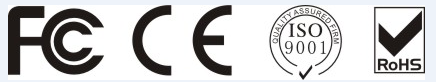 FC CE
QUALITY ASSURED FIRM
ISO
9001
RoHS